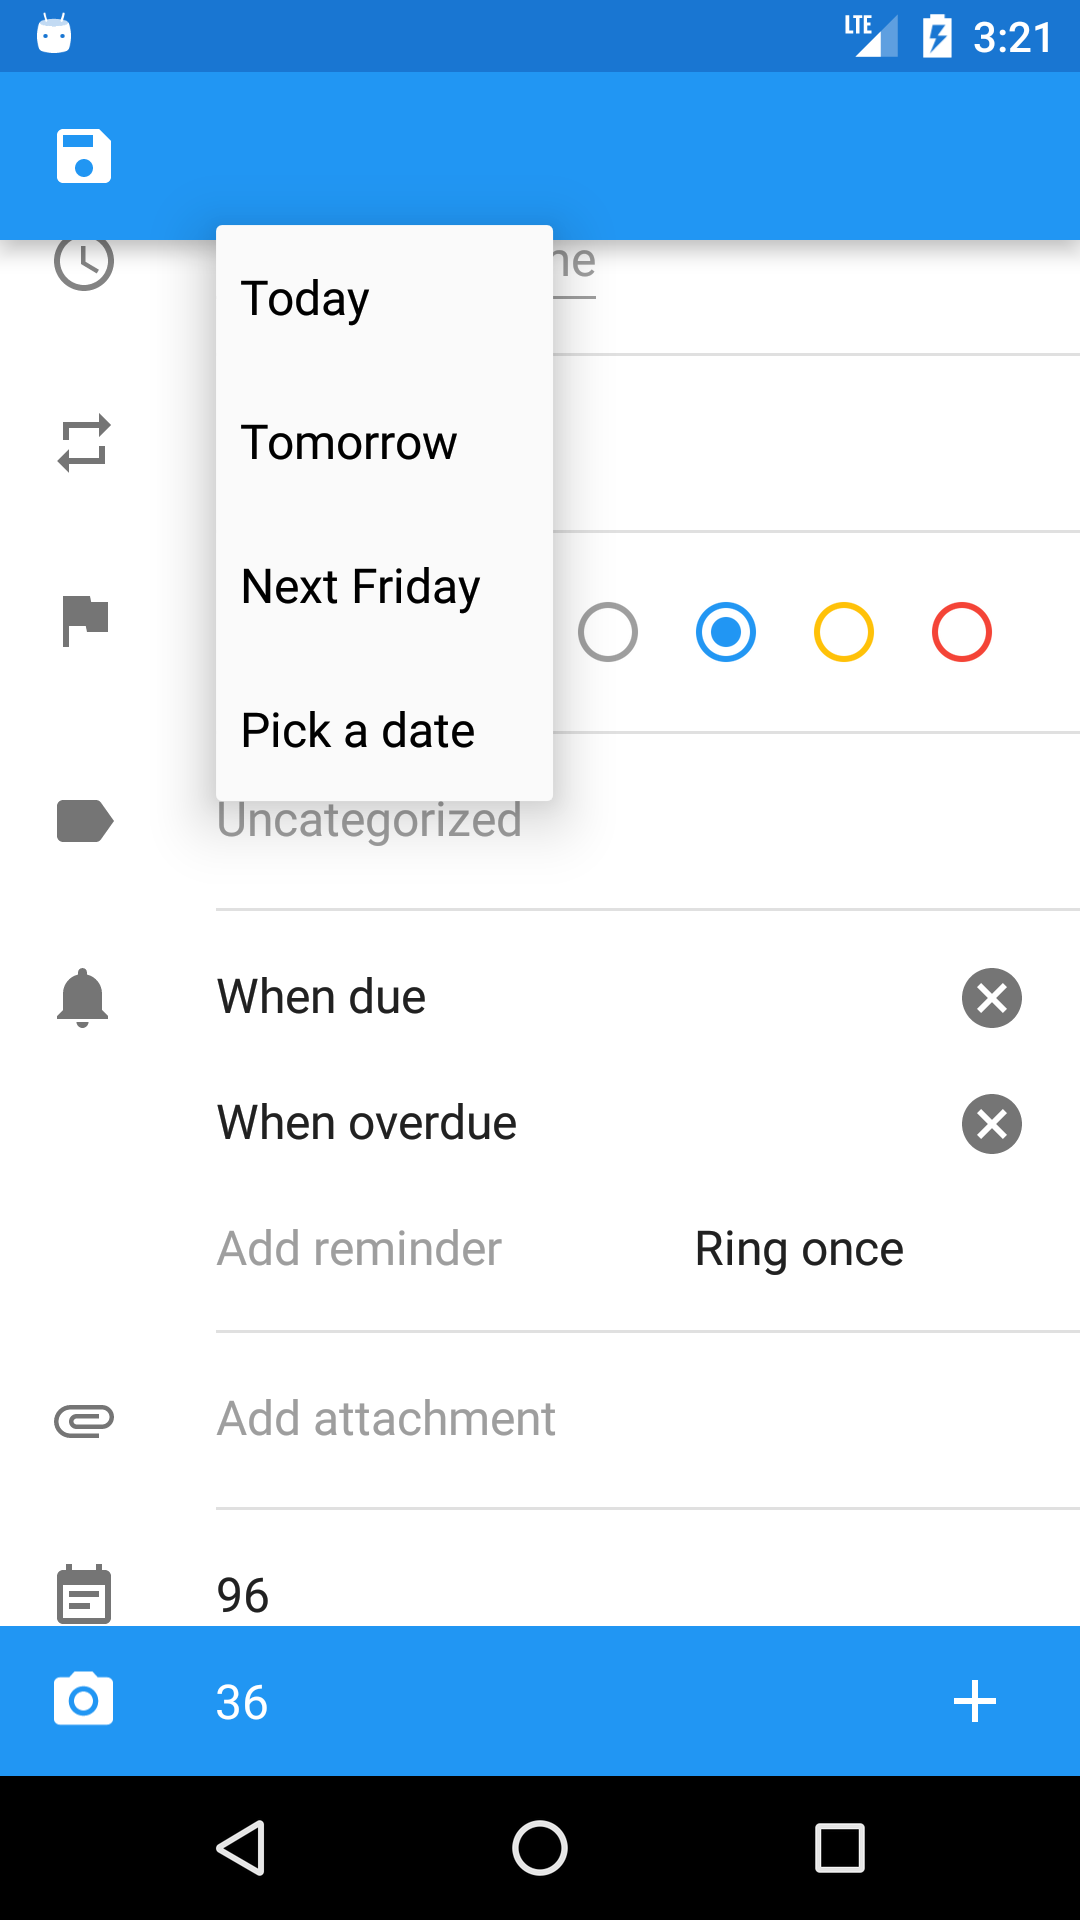 LTE 3:21
Today
Tomorrow
Next Friday
Pick a date
Uncategorized
When due
When overdue
Add reminder Ring once
Add attachment
96
36